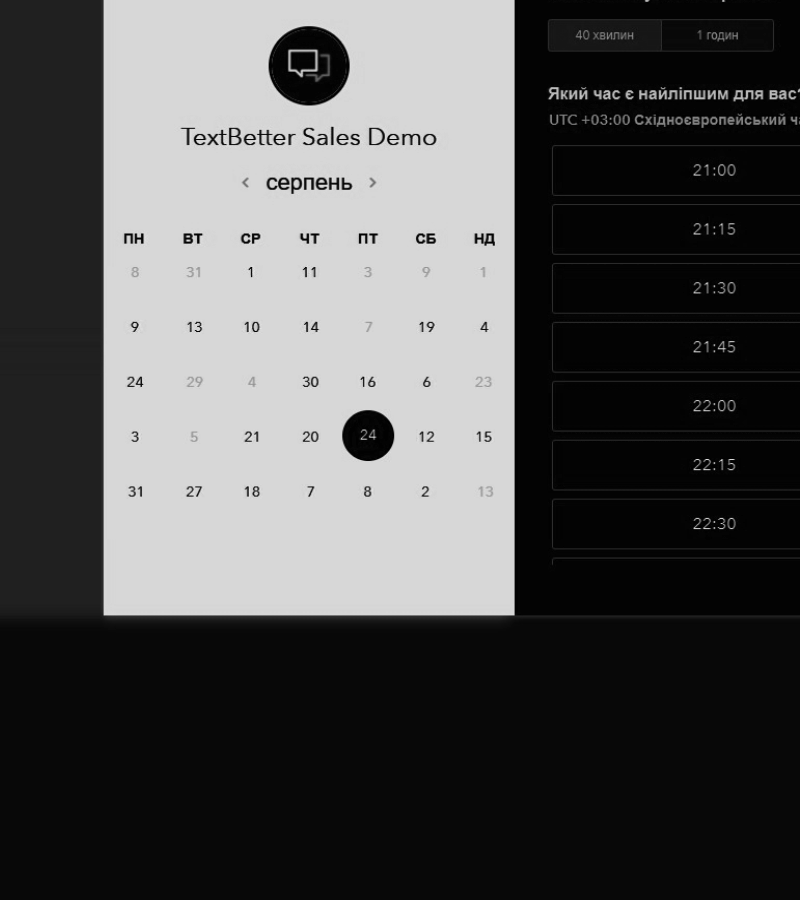 TextBetter Sales Demo
серпень
ПН ВТ СР ЧТ ПТ СБ НД
8 31 1 11 3 9 1
9 13 10 14 7 19 4
24 29 4 30 16 6 23
3 5 21 20 24 12 15
31 27 18 7 8 2 13
40 хвилин 1 годин
Який час є найліпшим для вас?
UTC +03:00 Східноєвропейський ч
21:00
21:15
21:30
21:45
22:00
22:15
22:30